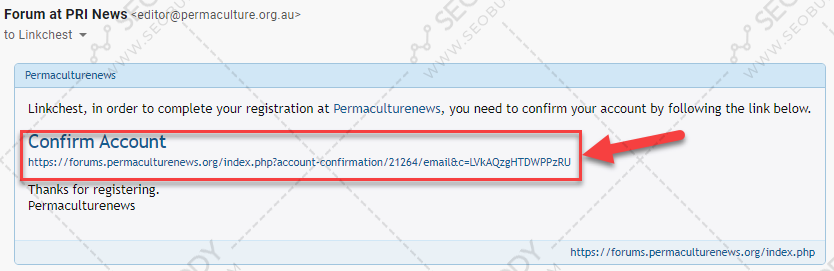 Forum at PRI News <editor@permaculture.org.au>
to Linkchest
Permaculturenews
Linkchest, in order to complete your registration at Permaculturenews, you need to confirm your account by following the link below.
Confirm Account
https://forums.permaculturenews.org/index.php?account-confirmation/21264/email&c=LVkAQzgHTDWPPzRU
Thanks for registering.
Permaculturenews
https://forums.permaculturenews.org/index.php